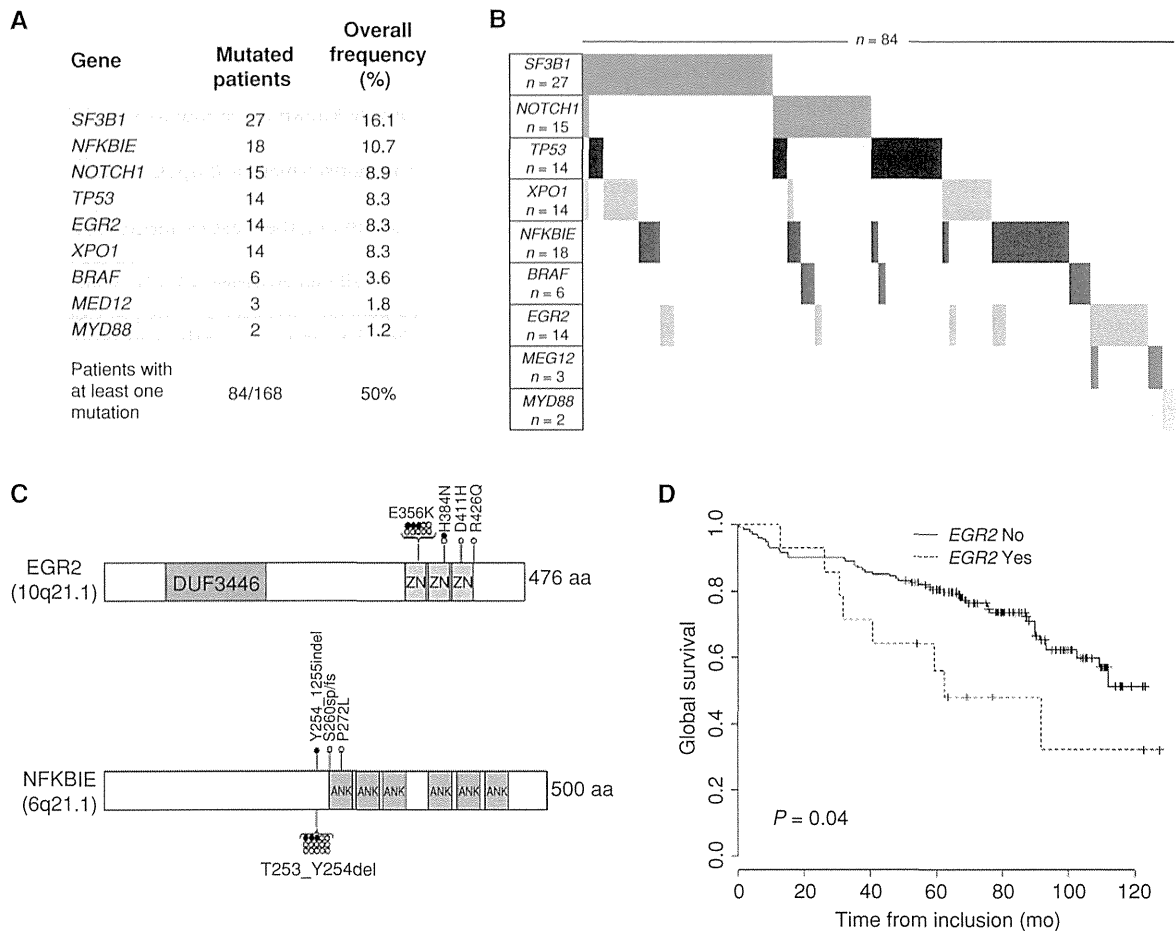 A
Gene
Mutated patients
Overall frequency (%)
SF3B1 27 16.1
NFKBIE 18 10.7
NOTCH1 15 8.9
TP53 14 8.3
EGR2 14 8.3
XPO1 14 8.3
BRAF 6 3.6
MED12 3 1.8
MYD88 2 1.2
Patients with at least one mutation 84/168 50%
B
n = 84
SF3B1
n = 27
NOTCH1
n = 15
TP53
n = 14
XPO1
n = 14
NFKBIE
n = 18
BRAF
n = 6
EGR2
n = 14
MEG12
n = 3
MYD88
n = 2
C
E356K
H384N
D411H
R426Q
EGR2
(10q21.1)
DUF3446
ZN ZN ZN
476 aa
Y254_1255indel
S260sp/fs
P272L
NFKBIE
(6q21.1)
ANK ANK ANK ANK ANK ANK
500 aa
T253_Y254del
D
EGR2 No
EGR2 Yes
Global survival
1.0
0.8
0.6
0.4
0.2
0.0
P = 0.04
0 20 40 60 80 100 120
Time from inclusion (mo)